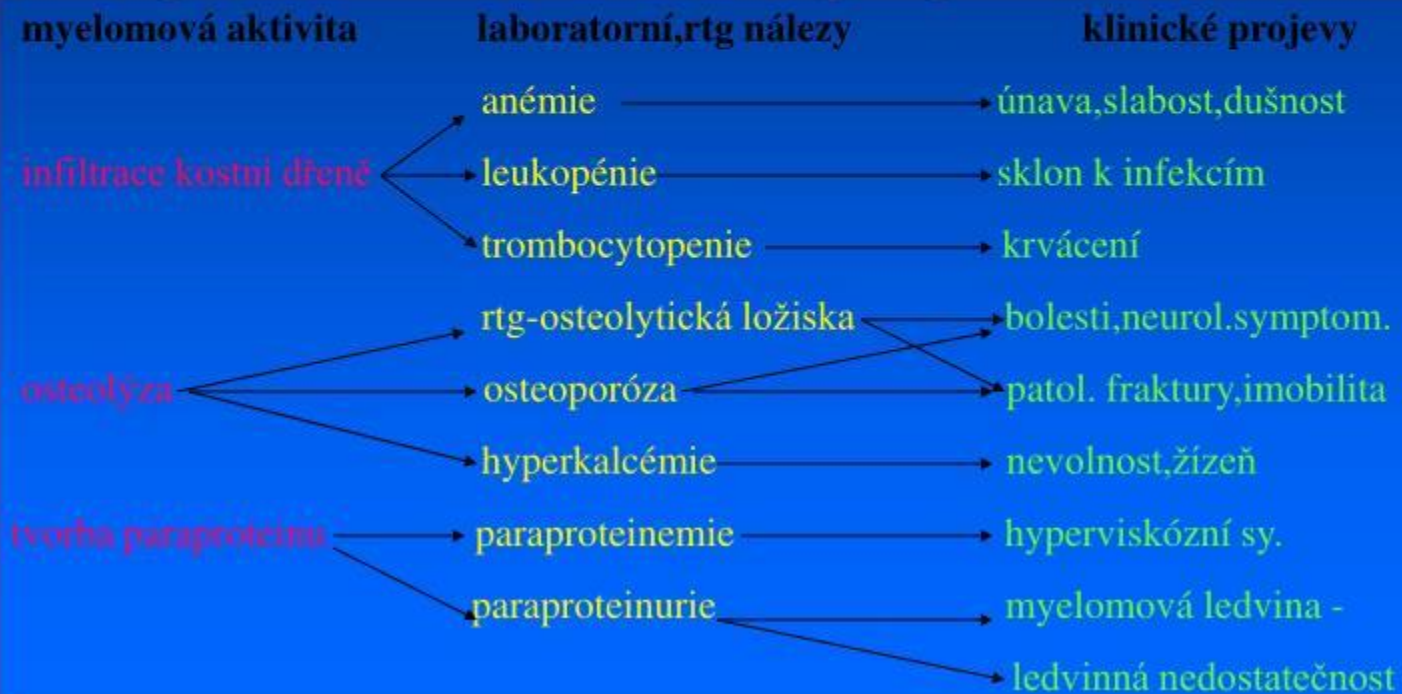 myelomová aktivita laboratorní,rtg nálezy klinické projevy
anémie únava,slabost,dušnost
infiltrace kostní dřeně leukopénie sklon k infekcím
trombocytopenie krvácení
rtg-osteolytická ložiska bolesti,neurol.symptom.
osteolýza osteoporóza patol. fraktury,imobilita
hyperkalcémie nevolnost,žízeň
tvorba paraproteinu paraproteinemie hyperviskózní sy.
paraproteinurie myelomová ledvina -
ledvinná nedostatečnost